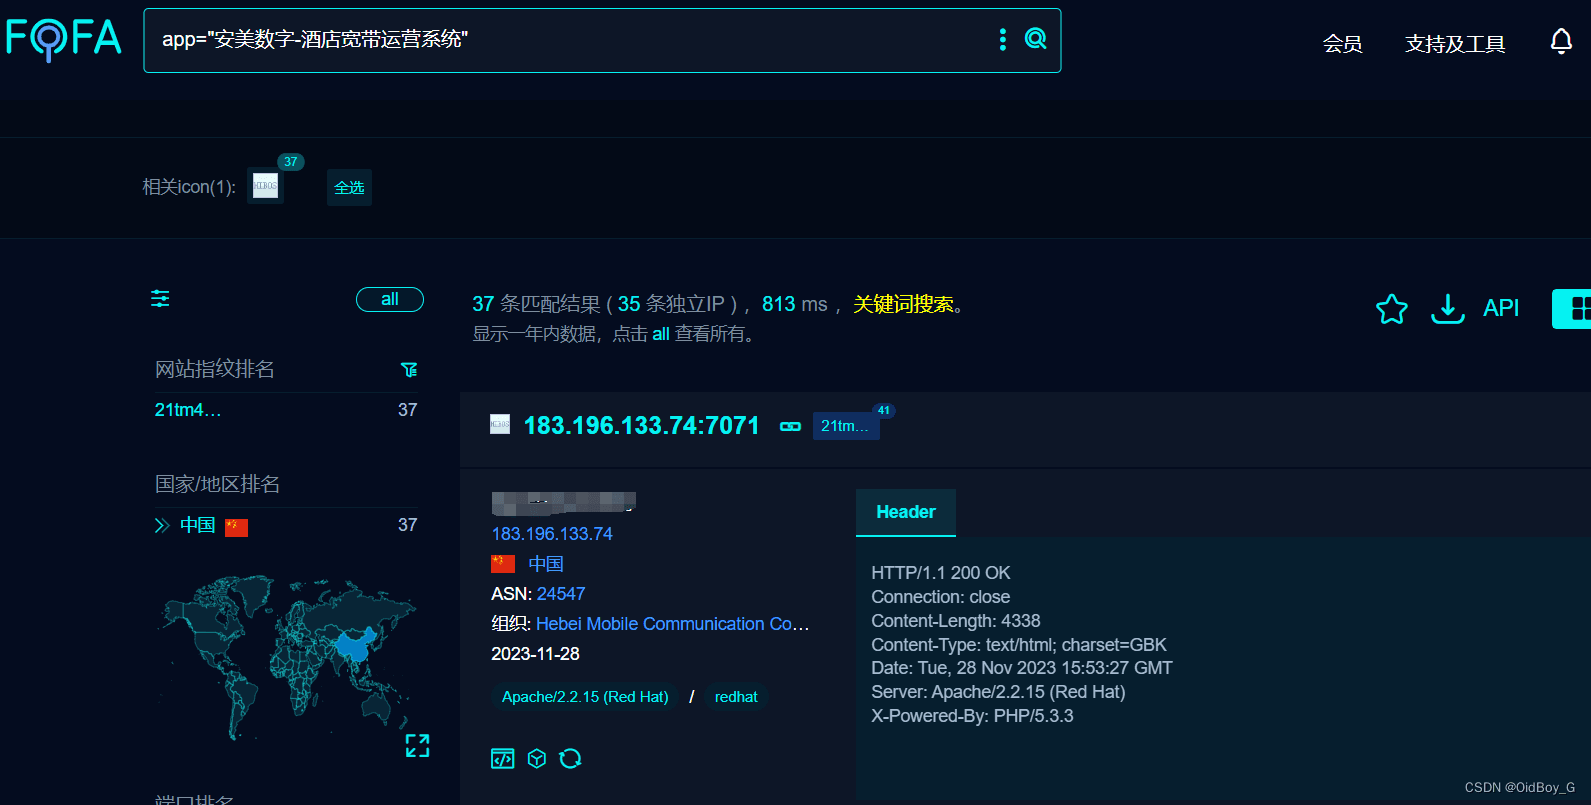 FOFA
app="安美数字-酒店宽带运营系统"
会员
支持及工具
37
相关icon(1):
HIBOS
全选
all
37 条匹配结果 ( 35 条独立IP ) ，813 ms ，关键词搜索。
显示一年内数据，点击 all 查看所有。
API
网站指纹排名
21tm4… 37
国家/地区排名
中国 37
端口排名
HIBOS
183.196.133.74:7071
21tm...
41
183.196.133.74
中国
ASN: 24547
组织: Hebei Mobile Communication Co…
2023-11-28
Apache/2.2.15 (Red Hat) / redhat
Header
HTTP/1.1 200 OK
Connection: close
Content-Length: 4338
Content-Type: text/html; charset=GBK
Date: Tue, 28 Nov 2023 15:53:27 GMT
Server: Apache/2.2.15 (Red Hat)
X-Powered-By: PHP/5.3.3
CSDN @OidBoy_G